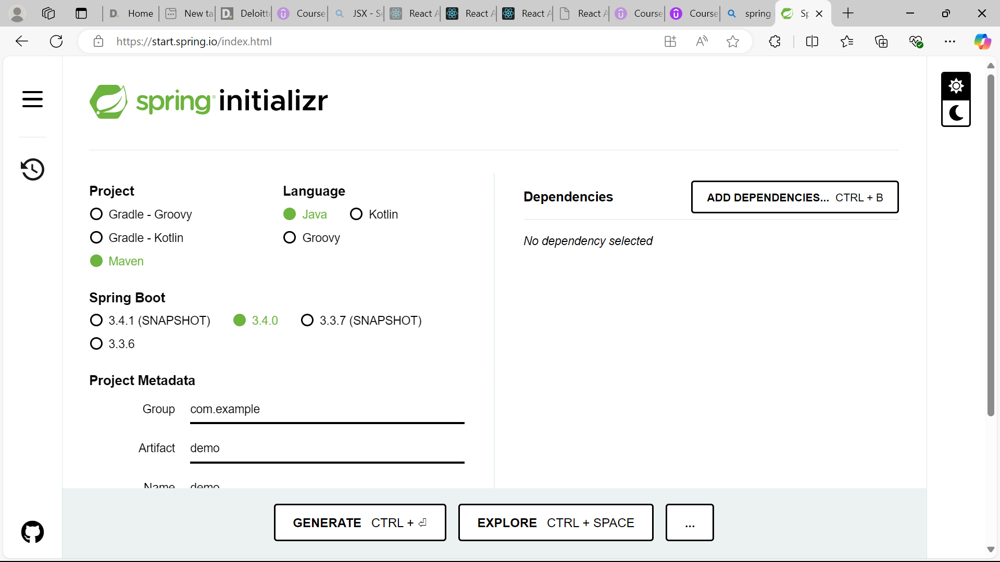 Home New ta Deloitte Course JSX - Se React A React A React A React A Course Course spring i Sp
https://start.spring.io/index.html
spring® initializr
Project Language Dependencies ADD DEPENDENCIES... CTRL + B
Gradle - Groovy Java Kotlin
Gradle - Kotlin Groovy No dependency selected
Maven
Spring Boot
3.4.1 (SNAPSHOT) 3.4.0 3.3.7 (SNAPSHOT)
3.3.6
Project Metadata
Group com.example
Artifact demo
Name demo
GENERATE CTRL + ⏎ EXPLORE CTRL + SPACE ...